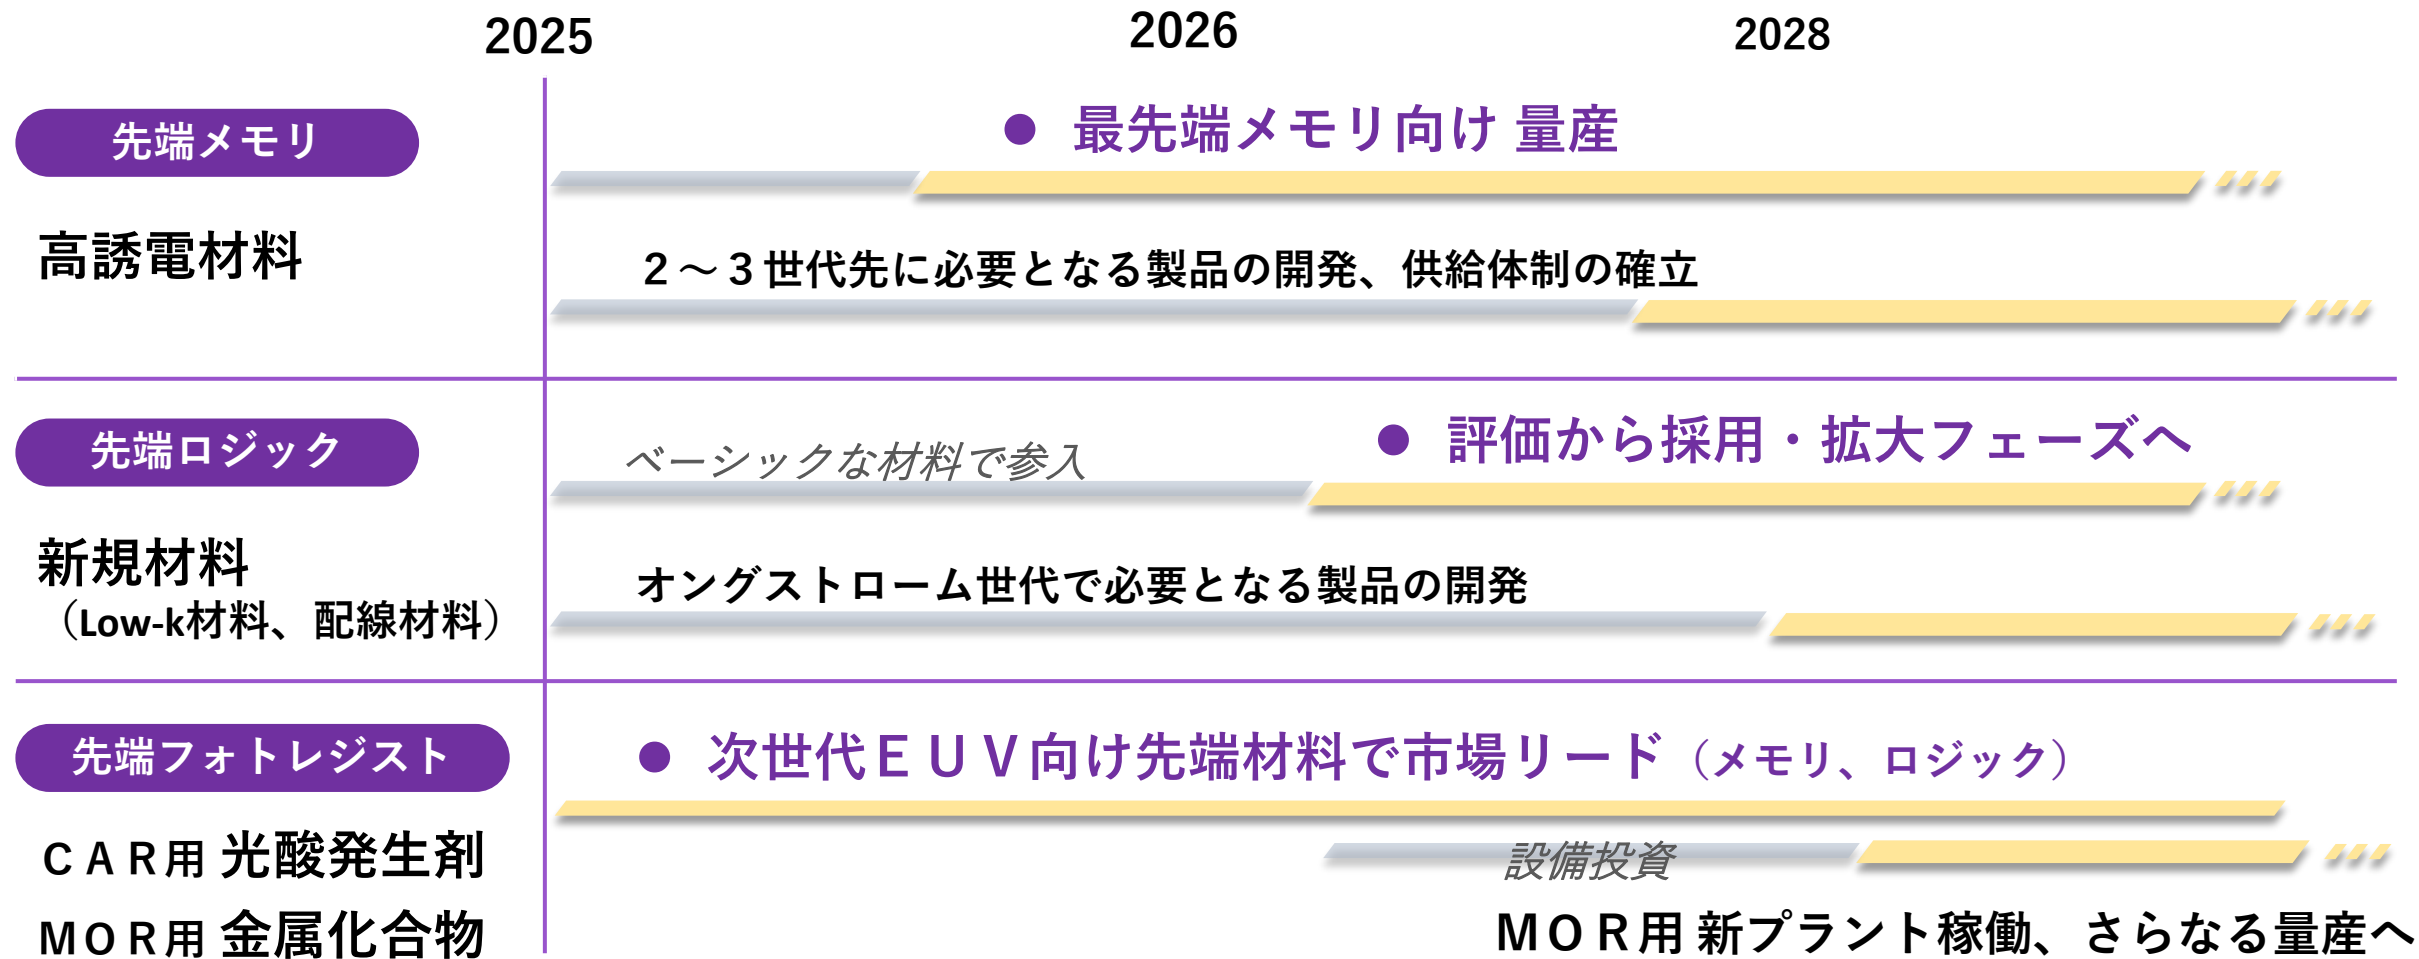 2025 2026 2028
先端メモリ
● 最先端メモリ向け 量産
高誘電材料
２～３世代先に必要となる製品の開発、供給体制の確立
先端ロジック
ベーシックな材料で参入
● 評価から採用・拡大フェーズへ
新規材料
（Low-k材料、配線材料）
オングストローム世代で必要となる製品の開発
先端フォトレジスト
● 次世代ＥＵＶ向け先端材料で市場リード（メモリ、ロジック）
ＣＡＲ用 光酸発生剤
設備投資
ＭＯＲ用 金属化合物
ＭＯＲ用 新プラント稼働、さらなる量産へ